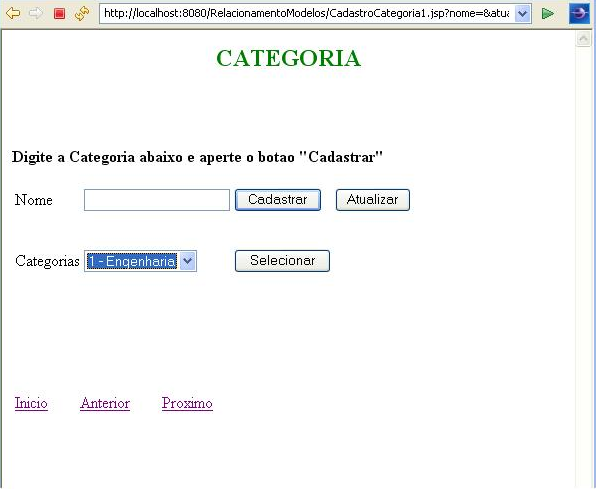 http://localhost:8080/RelacionamentoModelos/CadastroCategoria1.jsp?nome=&atua
CATEGORIA
Digite a Categoria abaixo e aperte o botao "Cadastrar"
Nome Cadastrar Atualizar
Categorias 1 - Engenharia Selecionar
Inicio Anterior Proximo